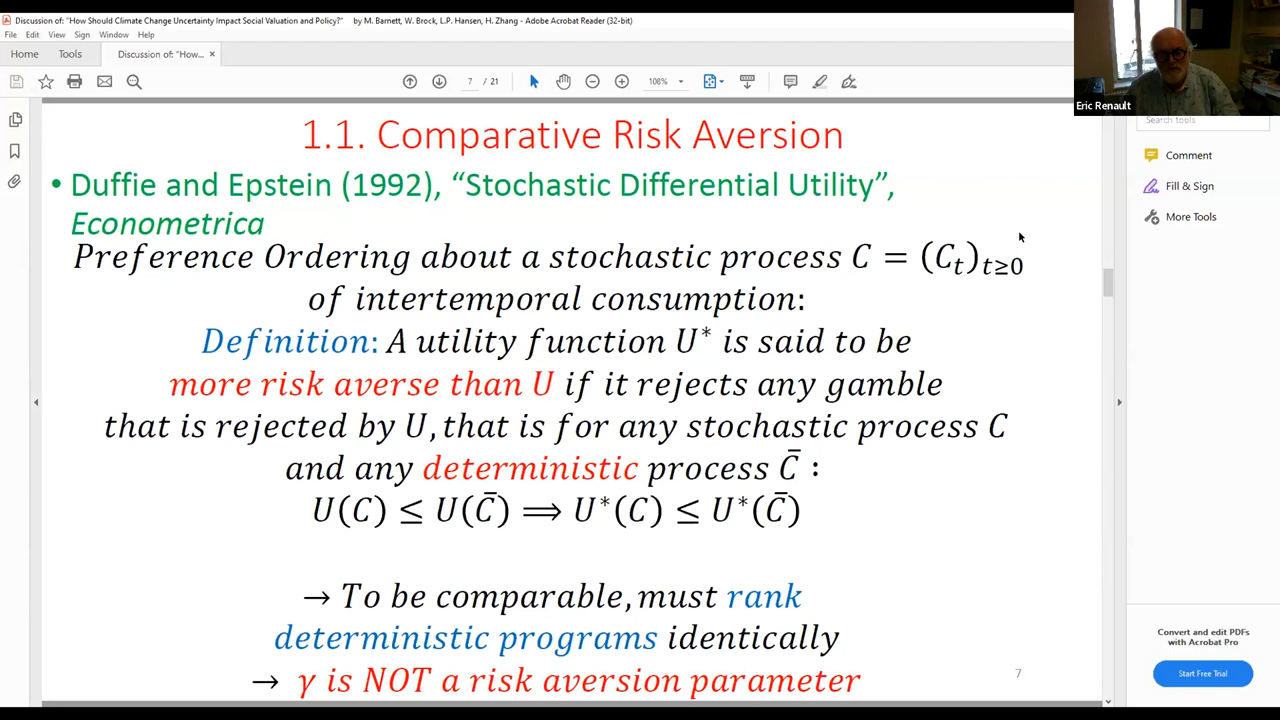 Discussion of: "How Should Climate Change Uncertainty Impact Social Valuation and Policy?" by M. Barnett, W. Brock, L.P. Hansen, H. Zhang - Adobe Acrobat Reader (32-bit)
File Edit View Sign Window Help
Home Tools Discussion of: "How... ×
7 / 21 108%
Eric Renault
Search tools
Comment
Fill & Sign
More Tools
1.1. Comparative Risk Aversion
• Duffie and Epstein (1992), "Stochastic Differential Utility",
Econometrica
Preference Ordering about a stochastic process C = (C_t)_{t≥0}
of intertemporal consumption:
Definition: A utility function U* is said to be
more risk averse than U if it rejects any gamble
that is rejected by U, that is for any stochastic process C
and any deterministic process C̄ :
U(C) ≤ U(C̄) ⟹ U*(C) ≤ U*(C̄)
→ To be comparable, must rank
deterministic programs identically
→ γ is NOT a risk aversion parameter
7
Convert and edit PDFs
with Acrobat Pro
Start Free Trial